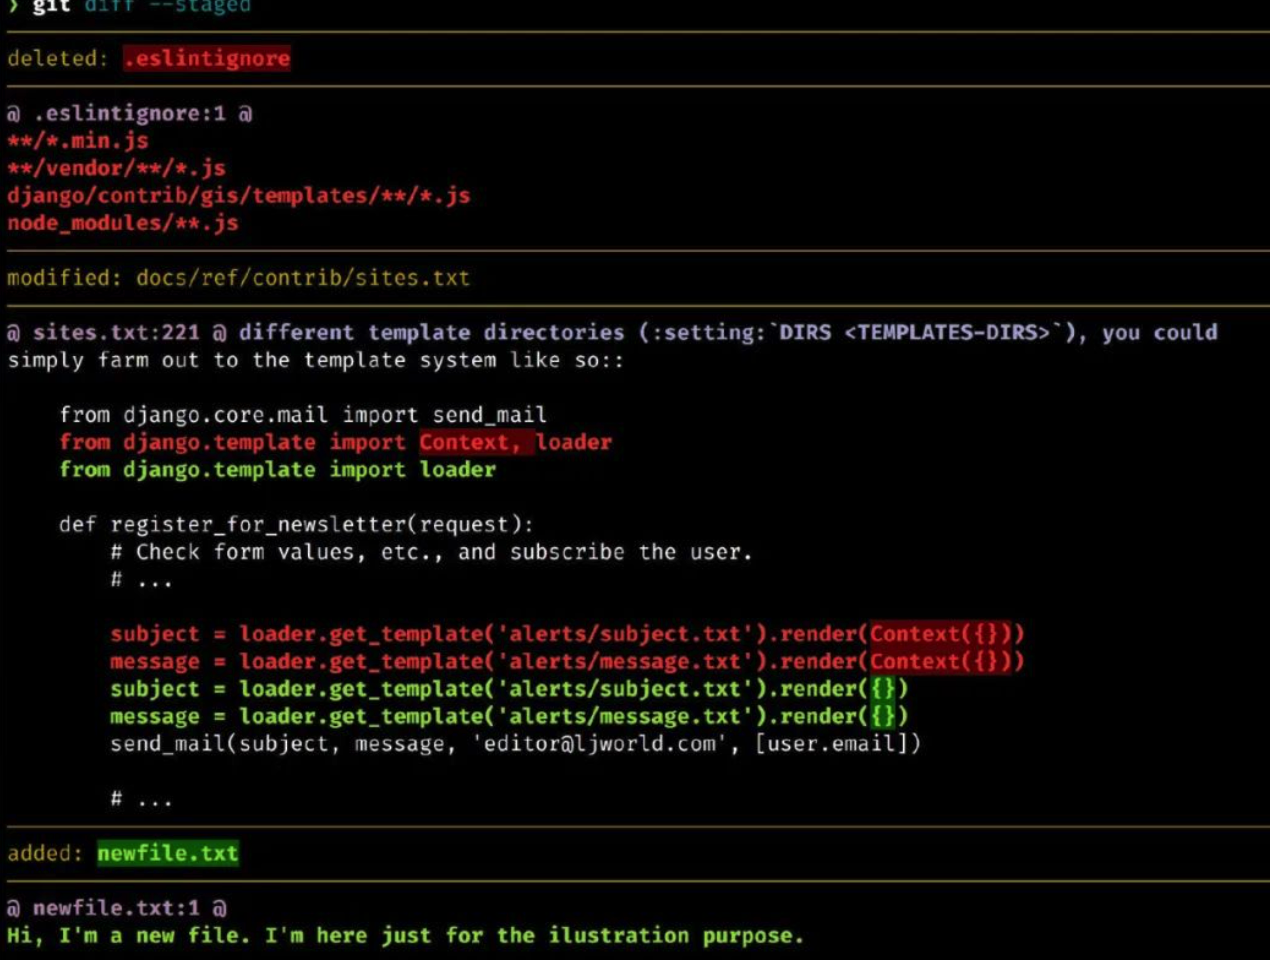 ❯ git diff --staged
deleted: .eslintignore
@ .eslintignore:1 @
**/*.min.js
**/vendor/**/*.js
django/contrib/gis/templates/**/*.js
node_modules/**.js
modified: docs/ref/contrib/sites.txt
@ sites.txt:221 @ different template directories (:setting:`DIRS <TEMPLATES-DIRS>`), you could
simply farm out to the template system like so::
from django.core.mail import send_mail
from django.template import Context, loader
from django.template import loader
def register_for_newsletter(request):
# Check form values, etc., and subscribe the user.
# ...
subject = loader.get_template('alerts/subject.txt').render(Context({}))
message = loader.get_template('alerts/message.txt').render(Context({}))
subject = loader.get_template('alerts/subject.txt').render({})
message = loader.get_template('alerts/message.txt').render({})
send_mail(subject, message, 'editor@ljworld.com', [user.email])
# ...
added: newfile.txt
@ newfile.txt:1 @
Hi, I'm a new file. I'm here just for the ilustration purpose.